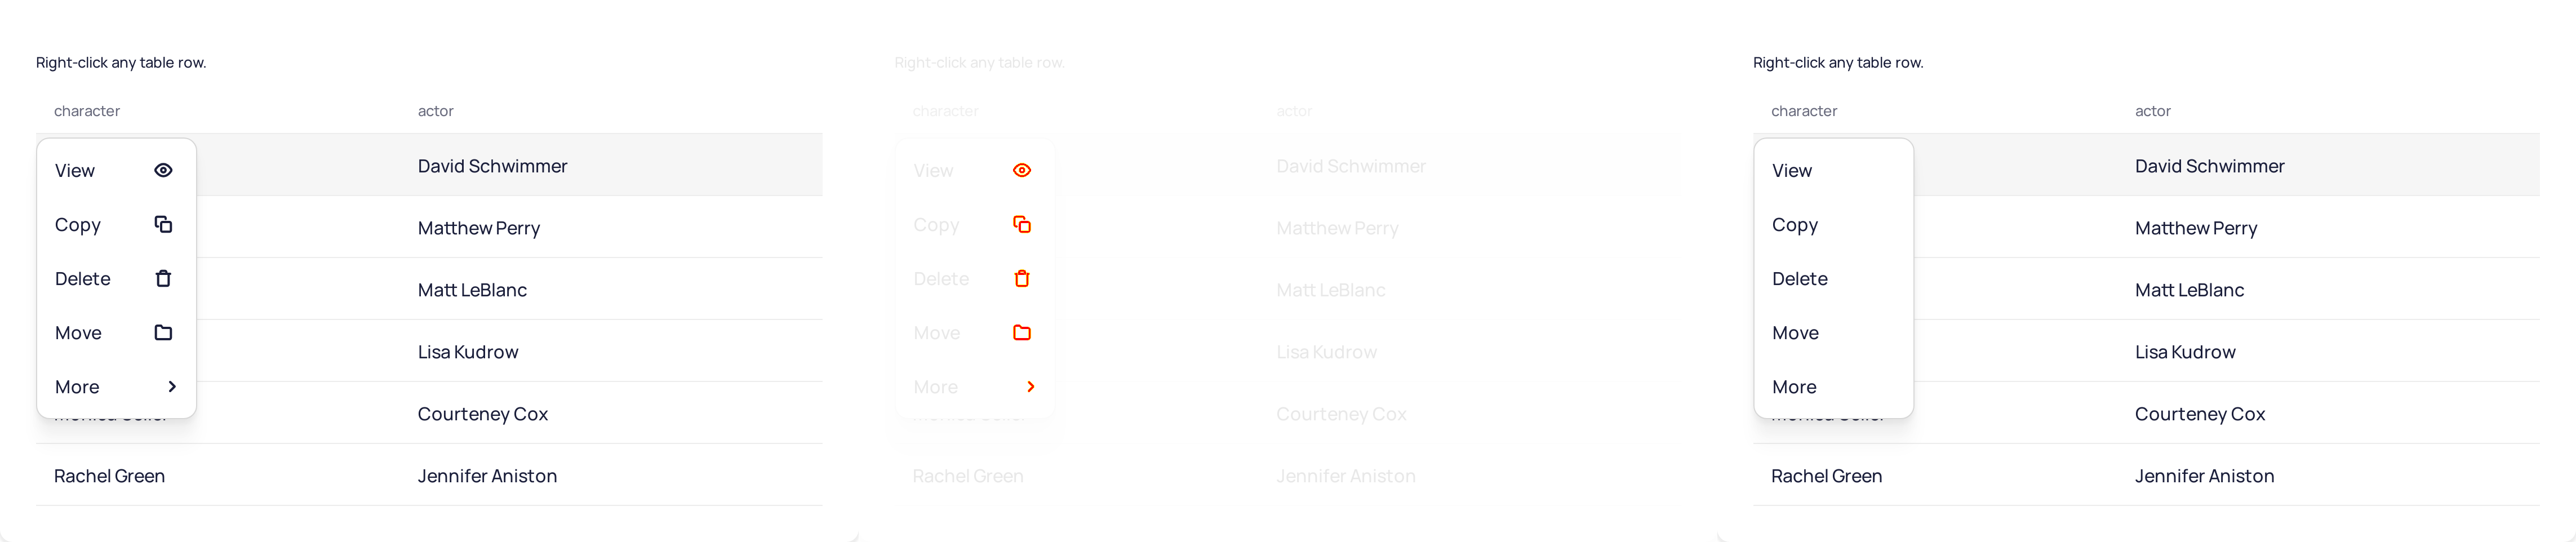 Right-click any table row.
character actor
View David Schwimmer
Copy Matthew Perry
Delete Matt LeBlanc
Move Lisa Kudrow
More
Courteney Cox
Rachel Green Jennifer Aniston
Right-click any table row.
character actor
View David Schwimmer
Copy Matthew Perry
Delete Matt LeBlanc
Move Lisa Kudrow
More
Courteney Cox
Rachel Green Jennifer Aniston
Right-click any table row.
character actor
View David Schwimmer
Copy Matthew Perry
Delete Matt LeBlanc
Move Lisa Kudrow
More
Courteney Cox
Rachel Green Jennifer Aniston